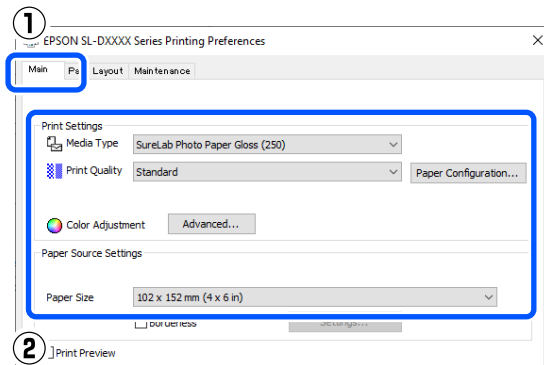 1
EPSON SL-DXXXX Series Printing Preferences
Main Pa Layout Maintenance
Print Settings
Media Type SureLab Photo Paper Gloss (250)
Print Quality Standard Paper Configuration...
Color Adjustment Advanced...
Paper Source Settings
Paper Size 102 x 152 mm (4 x 6 in)
Borderless Settings...
2
Print Preview